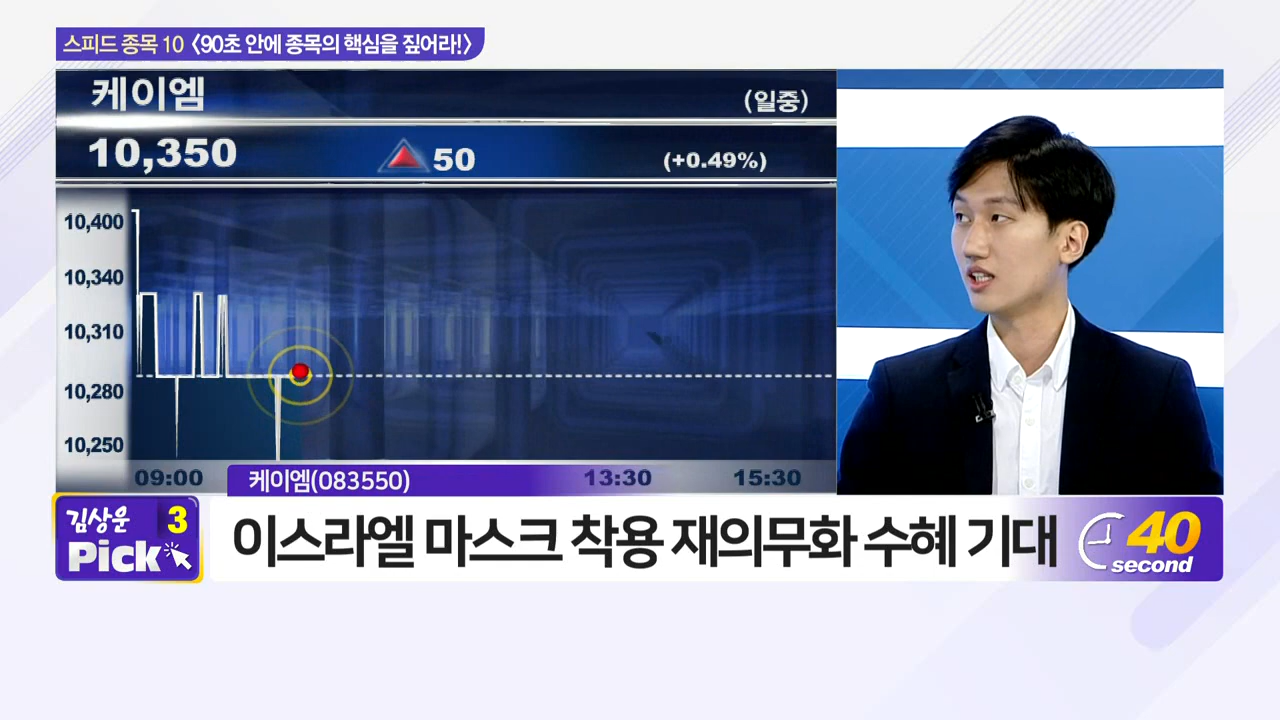 스피드 종목 10 〈90초 안에 종목의 핵심을 짚어라!〉
케이엠
(일중)
10,350
50
(+0.49%)
10,400
10,340
10,310
10,280
10,250
09:00
13:30
15:30
케이엠(083550)
김상운 3
Pick
이스라엘 마스크 착용 재의무화 수혜 기대
40
second